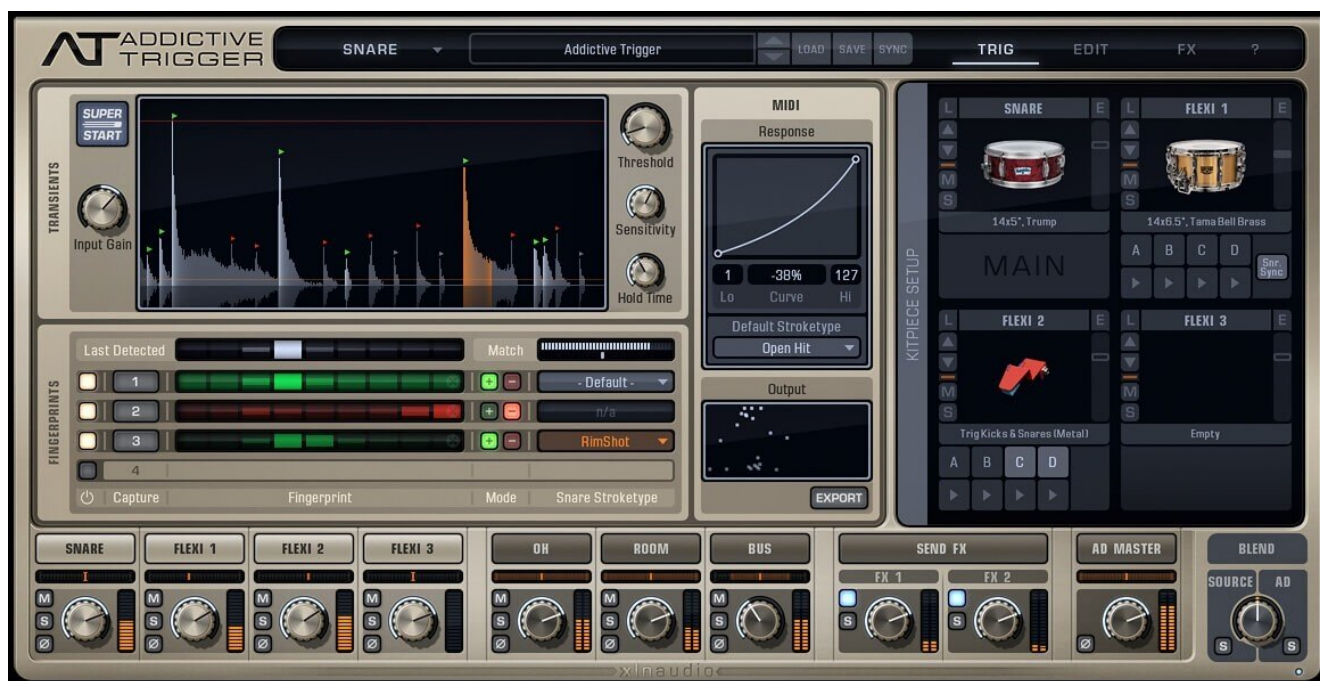 AT ADDICTIVE TRIGGER
SNARE
Addictive Trigger
LOAD SAVE SYNC
TRIG EDIT FX ?
TRANSIENTS
SUPER
START
Input Gain
Threshold
Sensitivity
Hold Time
MIDI
Response
1 -38% 127
Lo Curve Hi
Default Stroketype
Open Hit
Output
EXPORT
FINGERPRINTS
Last Detected Match
1 + - - Default -
2 + - n/a
3 + - RimShot
4
Capture Fingerprint Mode Snare Stroketype
KITPIECE SETUP
L SNARE E
M
S
14x5", Trump
MAIN
L FLEXI 1 E
M
S
14x6.5", Tama Bell Brass
A B C D
Snr.
Sync
L FLEXI 2 E
M
S
Trig Kicks & Snares (Metal)
A B C D
L FLEXI 3 E
M
S
Empty
SNARE FLEXI 1 FLEXI 2 FLEXI 3 OH ROOM BUS SEND FX AD MASTER BLEND
FX 1 FX 2
SOURCE AD
M M M M M M M
S S S S S S S S S
Ø Ø Ø Ø Ø Ø Ø Ø
S S
xlnaudio